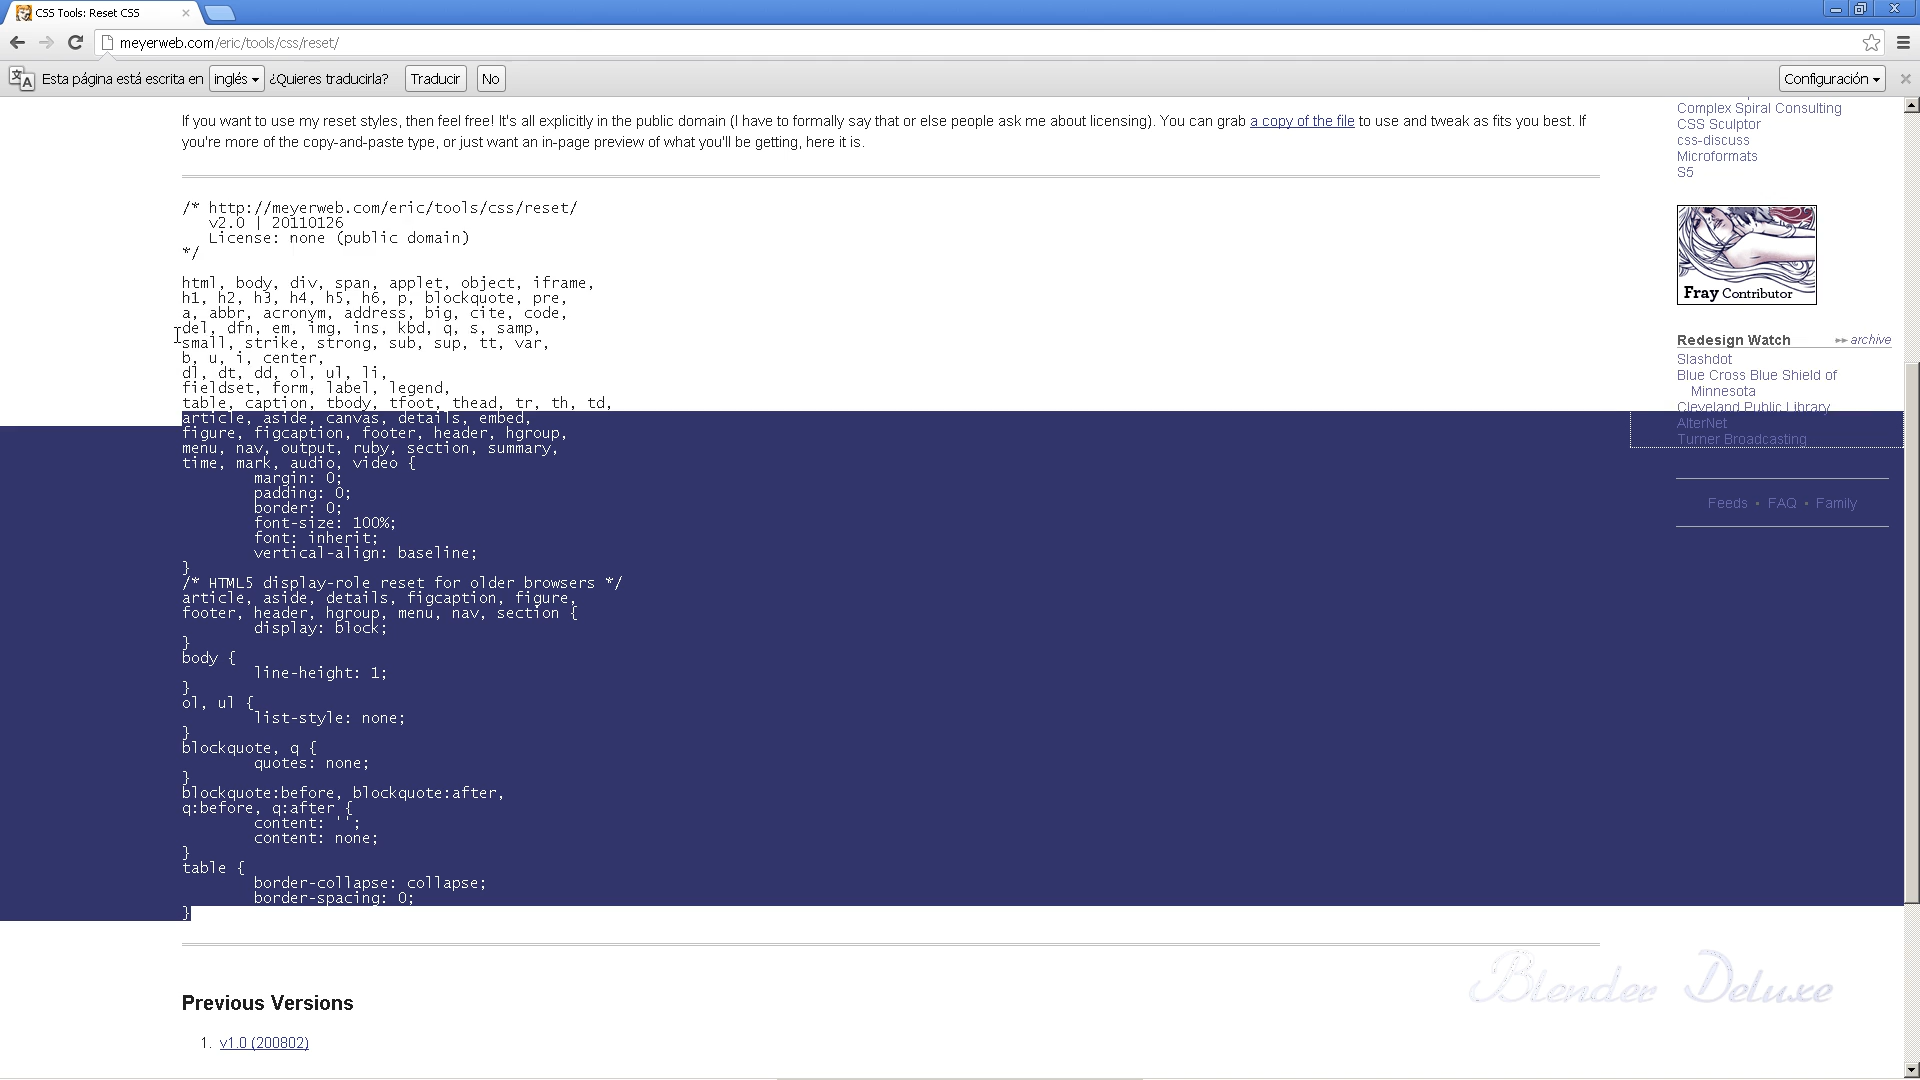 CSS Tools: Reset CSS
meyerweb.com/eric/tools/css/reset/
Esta página está escrita en inglés ¿Quieres traducirla? Traducir No Configuración
If you want to use my reset styles, then feel free! It's all explicitly in the public domain (I have to formally say that or else people ask me about licensing). You can grab a copy of the file to use and tweak as fits you best. If
you're more of the copy-and-paste type, or just want an in-page preview of what you'll be getting, here it is.
/* http://meyerweb.com/eric/tools/css/reset/
v2.0 | 20110126
License: none (public domain)
*/
html, body, div, span, applet, object, iframe,
h1, h2, h3, h4, h5, h6, p, blockquote, pre,
a, abbr, acronym, address, big, cite, code,
del, dfn, em, img, ins, kbd, q, s, samp,
small, strike, strong, sub, sup, tt, var,
b, u, i, center,
dl, dt, dd, ol, ul, li,
fieldset, form, label, legend,
table, caption, tbody, tfoot, thead, tr, th, td,
article, aside, canvas, details, embed,
figure, figcaption, footer, header, hgroup,
menu, nav, output, ruby, section, summary,
time, mark, audio, video {
margin: 0;
padding: 0;
border: 0;
font-size: 100%;
font: inherit;
vertical-align: baseline;
}
/* HTML5 display-role reset for older browsers */
article, aside, details, figcaption, figure,
footer, header, hgroup, menu, nav, section {
display: block;
}
body {
line-height: 1;
}
ol, ul {
list-style: none;
}
blockquote, q {
quotes: none;
}
blockquote:before, blockquote:after,
q:before, q:after {
content: '';
content: none;
}
table {
border-collapse: collapse;
border-spacing: 0;
}
Previous Versions
1. v1.0 (200802)
Complex Spiral Consulting
CSS Sculptor
css-discuss
Microformats
S5
Fray Contributor
Redesign Watch archive
Slashdot
Blue Cross Blue Shield of
Minnesota
Cleveland Public Library
AlterNet
Turner Broadcasting
Feeds • FAQ • Family
Blender Deluxe